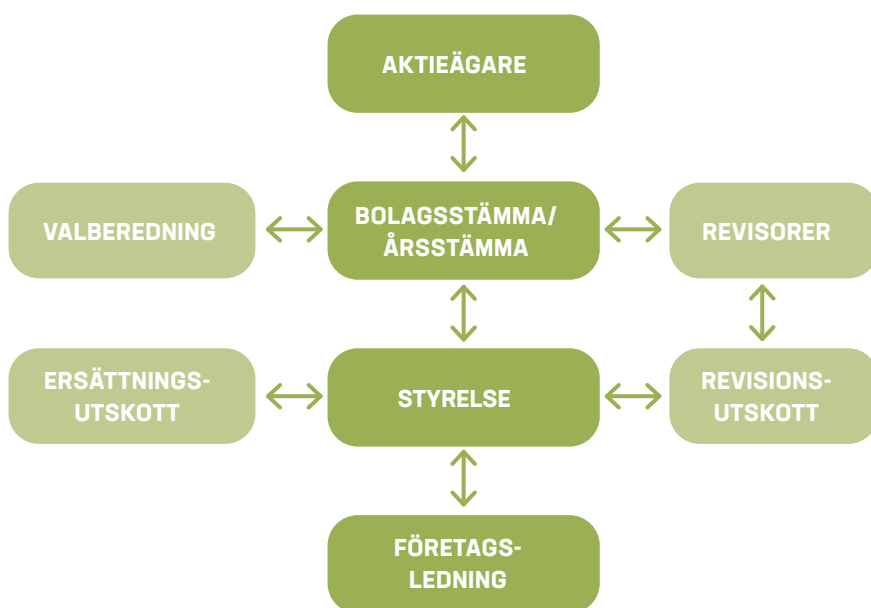 AKTIEÄGARE
VALBEREDNING
BOLAGSSTÄMMA/
ÅRSSTÄMMA
REVISORER
ERSÄTTNINGS-
UTSKOTT
STYRELSE
REVISIONS-
UTSKOTT
FÖRETAGS-
LEDNING